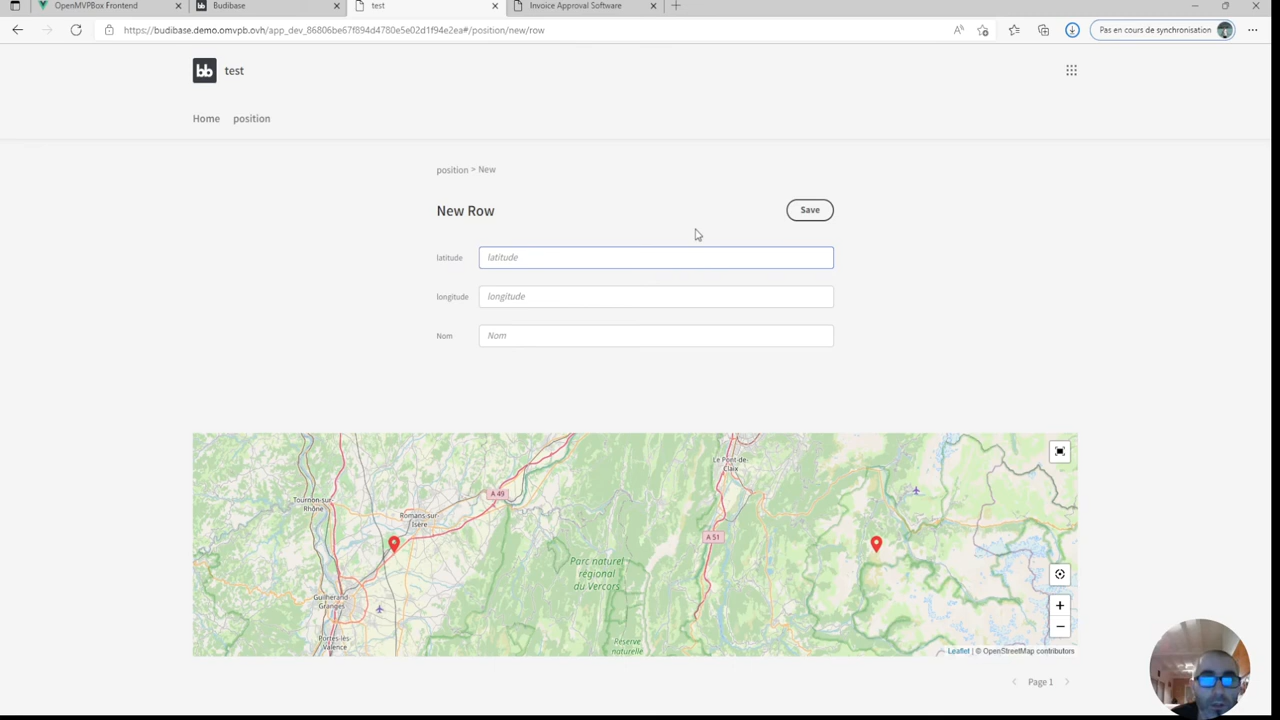 OpenMVPBox Frontend
Budibase
test
Invoice Approval Software
https://budibase.demo.omvpb.ovh/app_dev_86806be67f894d4780e5e02d1f94e2ea#/position/new/row
Pas en cours de synchronisation
bb
test
Home position
position > New
New Row
Save
latitude
latitude
longitude
longitude
Nom
Nom
Le Pont-de-
Claix
A 49
Tournon-sur-
Rhône
Romans-sur-
Isère
A 51
Parc naturel
régional
du Vercors
Guilherand
Granges
Portes-lès
Valence
Réserve
naturelle
+
−
Leaflet | © OpenStreetMap contributors
Page 1